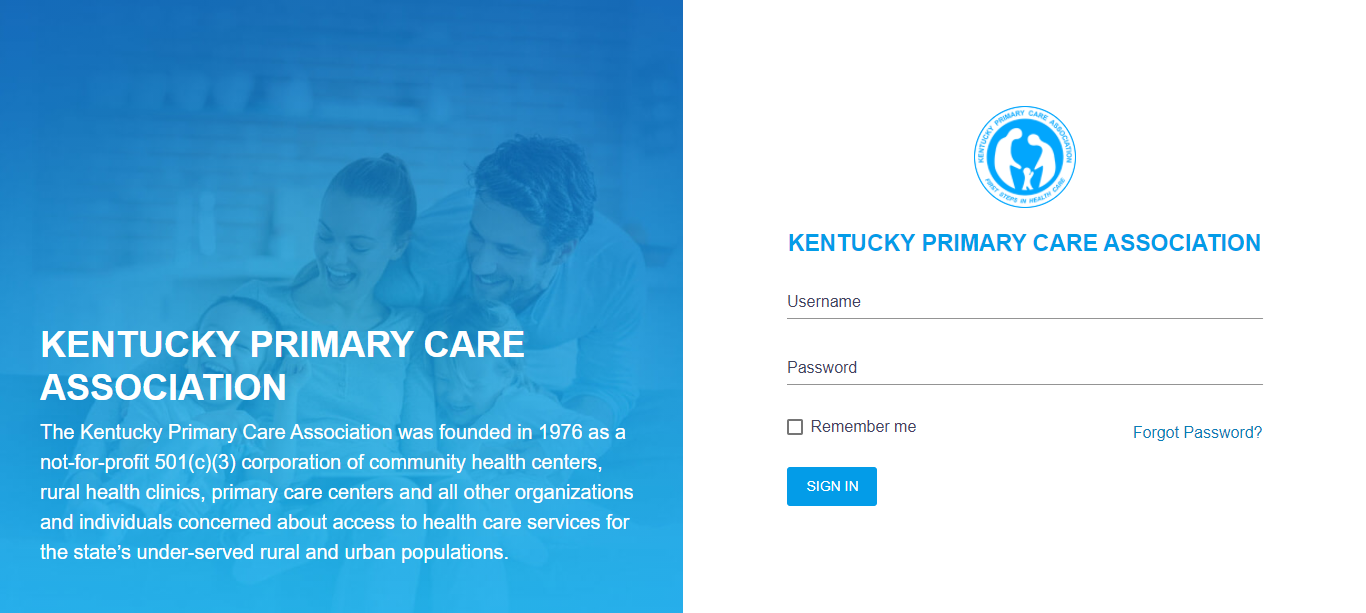 KENTUCKY PRIMARY CARE
ASSOCIATION
The Kentucky Primary Care Association was founded in 1976 as a
not-for-profit 501(c)(3) corporation of community health centers,
rural health clinics, primary care centers and all other organizations
and individuals concerned about access to health care services for
the state's under-served rural and urban populations.
KENTUCKY PRIMARY CARE ASSOCIATION
FIRST STEPS IN HEALTH CARE
KENTUCKY PRIMARY CARE ASSOCIATION
Username
Password
Remember me
Forgot Password?
SIGN IN